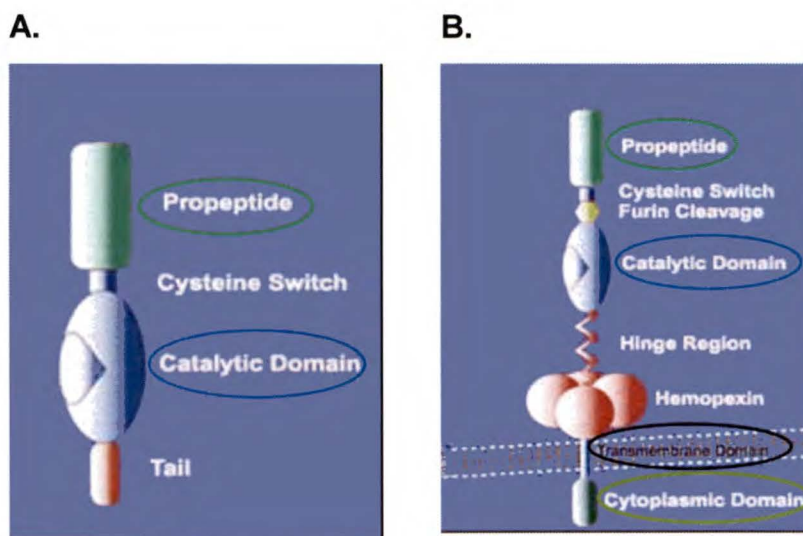 A.
Propeptide
Cysteine Switch
Catalytic Domain
Tail
B.
Propeptide
Cysteine Switch
Furin Cleavage
Catalytic Domain
Hinge Region
Hemopexin
Transmembrane Domain
Cytoplasmic Domain